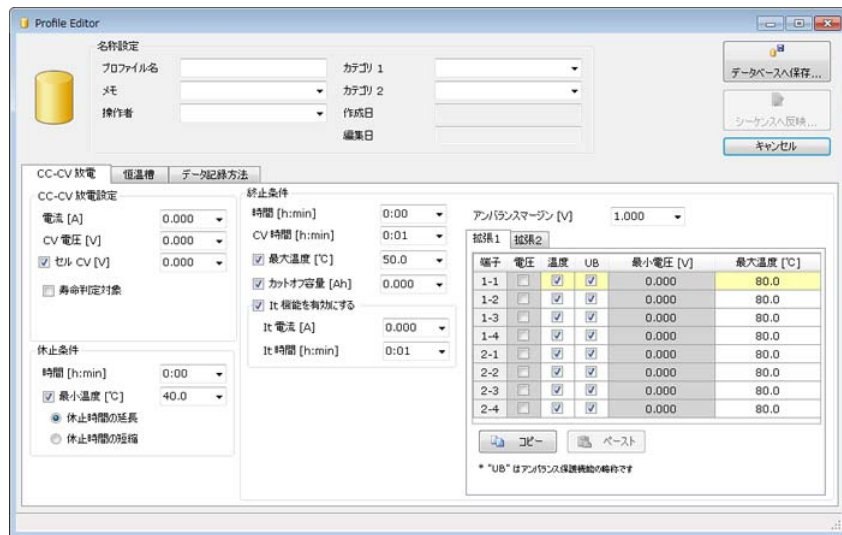 Profile Editor
名称設定
プロファイル名
カテゴリ 1
メモ
カテゴリ 2
操作者
作成日
編集日
データベースへ保存...
シーケンスへ反映...
キャンセル
CC-CV 放電 恒温槽 データ記録方法
CC-CV 放電設定
電流 [A] 0.000
CV 電圧 [V] 0.000
セル CV [V] 0.000
寿命判定対象
休止条件
時間 [h:min] 0:00
最小温度 [℃] 40.0
休止時間の延長
休止時間の短縮
終止条件
時間 [h:min] 0:00
CV 時間 [h:min] 0:01
最大温度 [℃] 50.0
カットオフ容量 [Ah] 0.000
It 機能を有効にする
It 電流 [A] 0.000
It 時間 [h:min] 0:01
アンバランスマージン [V] 1.000
拡張1 拡張2
端子 電圧 温度 UB 最小電圧 [V] 最大温度 [℃]
1-1 0.000 80.0
1-2 0.000 80.0
1-3 0.000 80.0
1-4 0.000 80.0
2-1 0.000 80.0
2-2 0.000 80.0
2-3 0.000 80.0
2-4 0.000 80.0
コピー ペースト
* "UB" はアンバランス保護機能の略称です